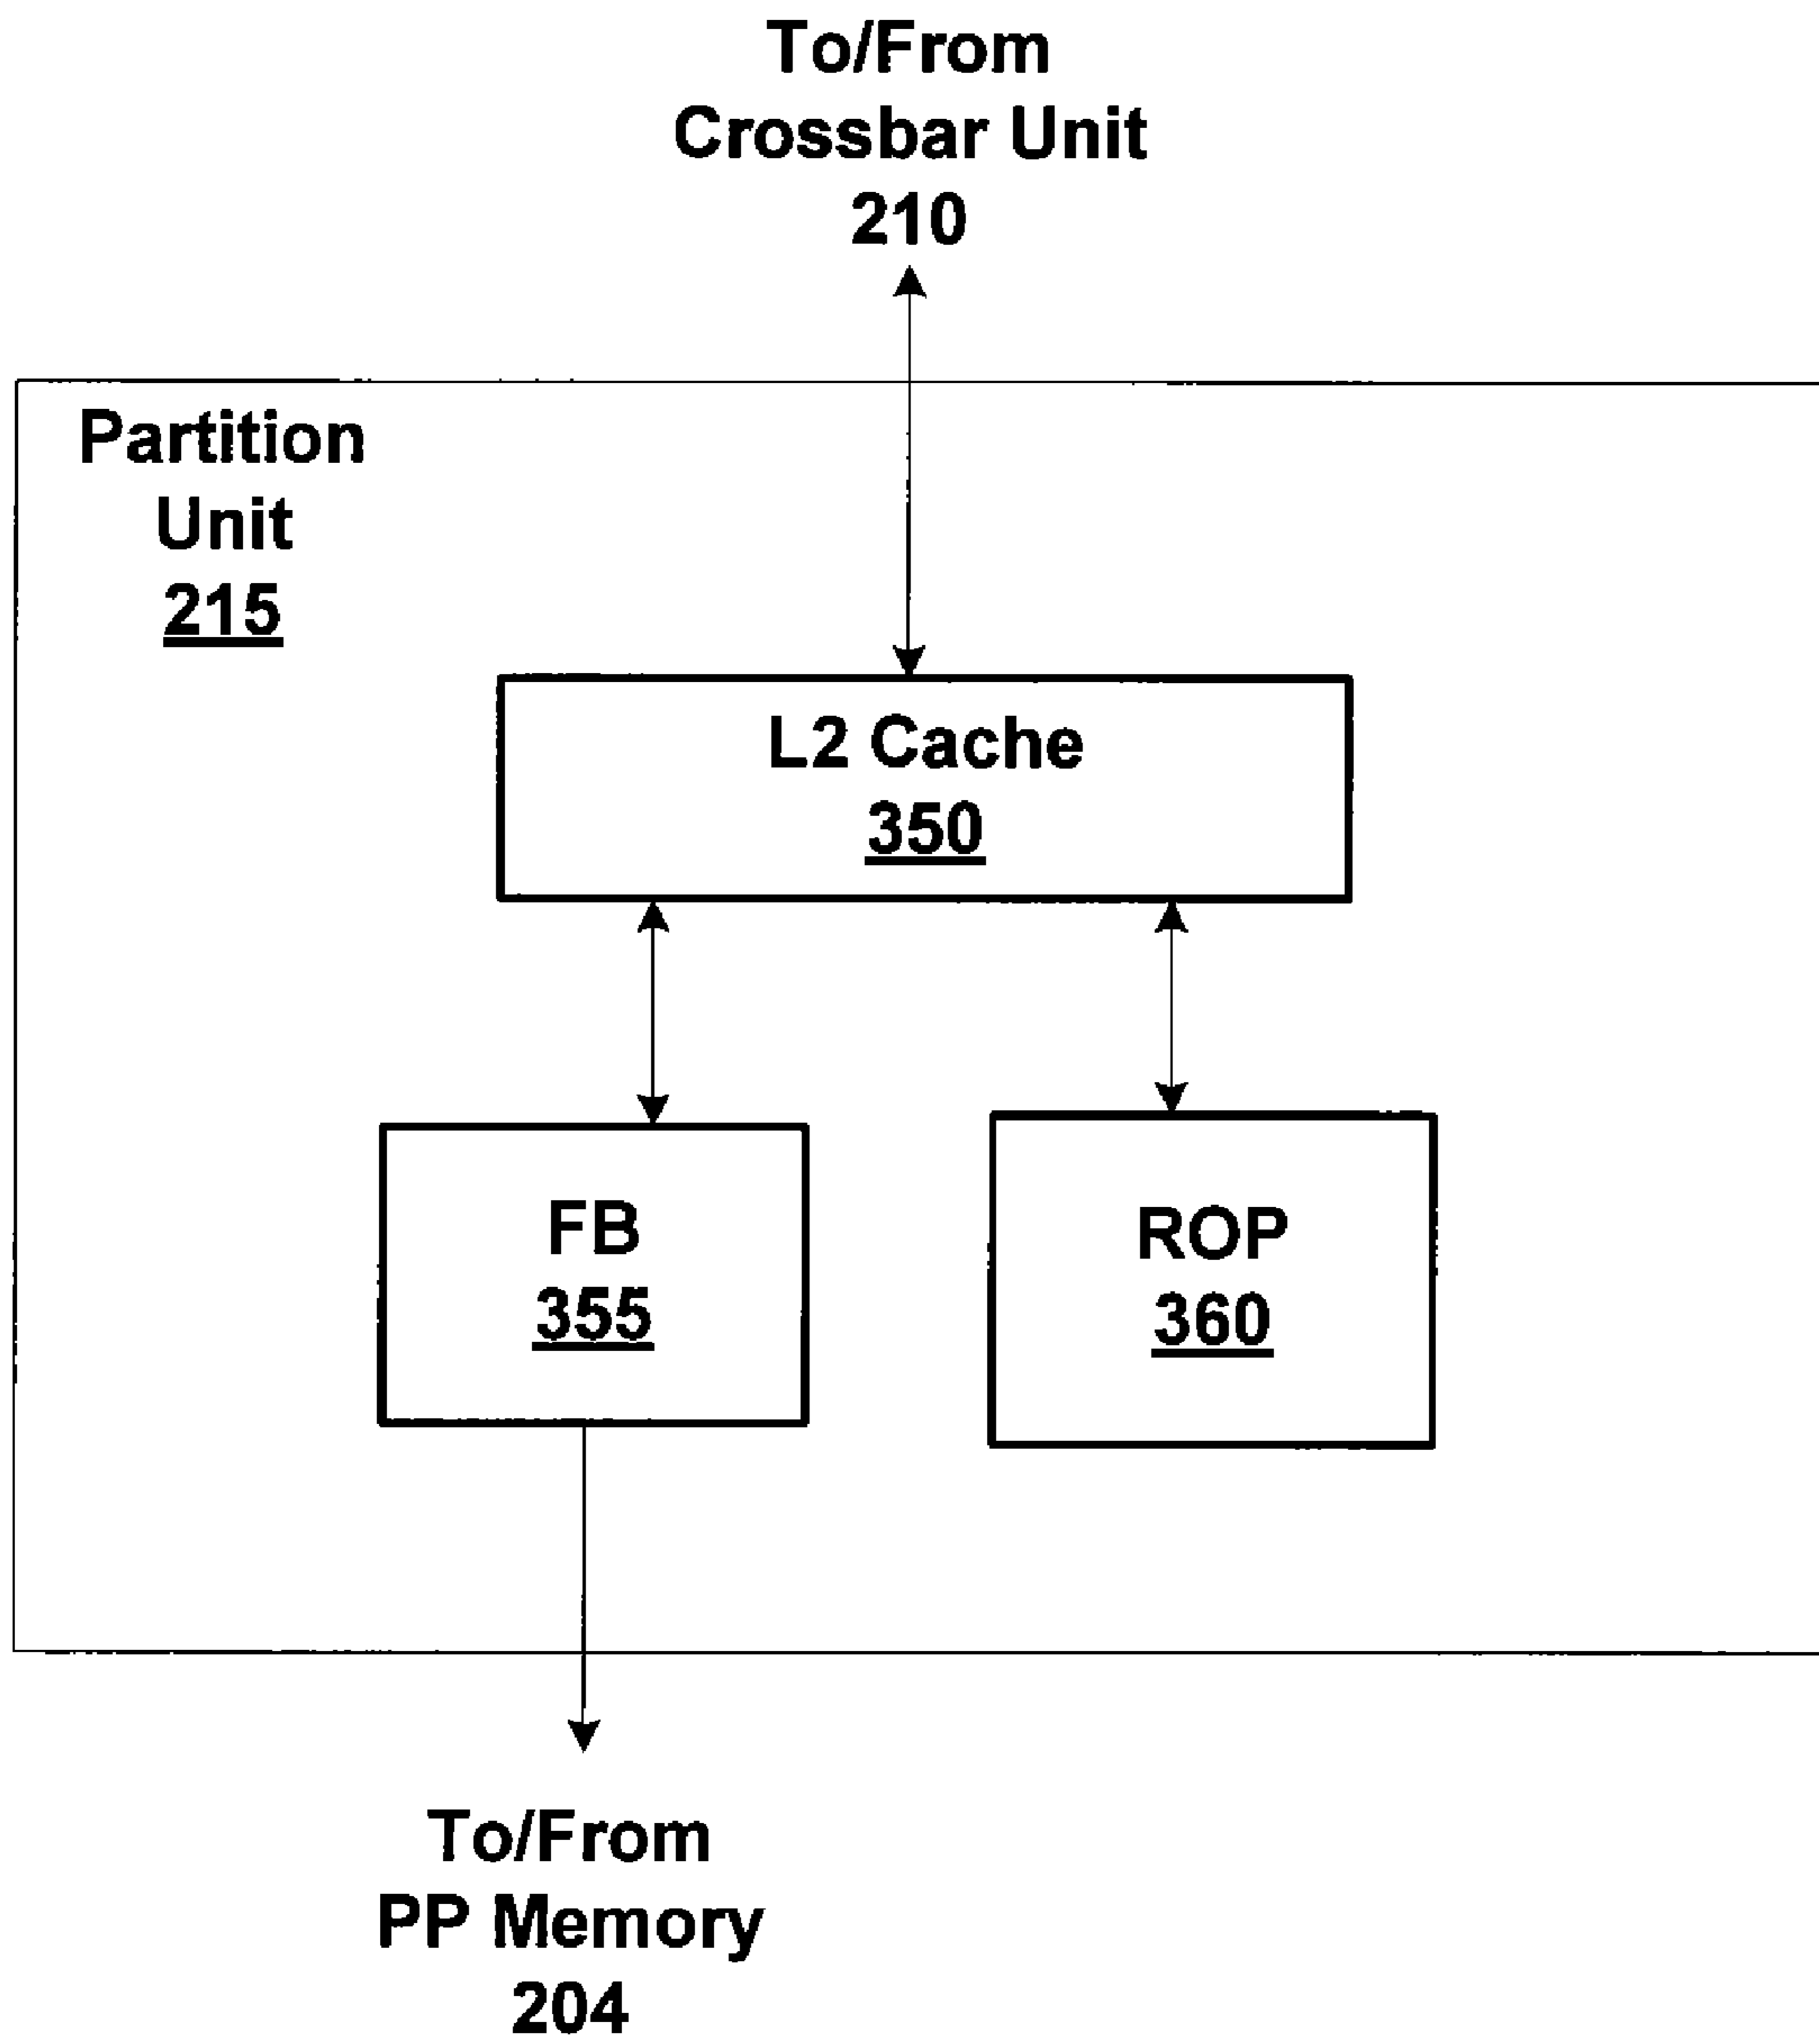 To/From
Crossbar Unit
210
Partition
Unit
215
L2 Cache
350
FB
355
ROP
360
To/From
PP Memory
204